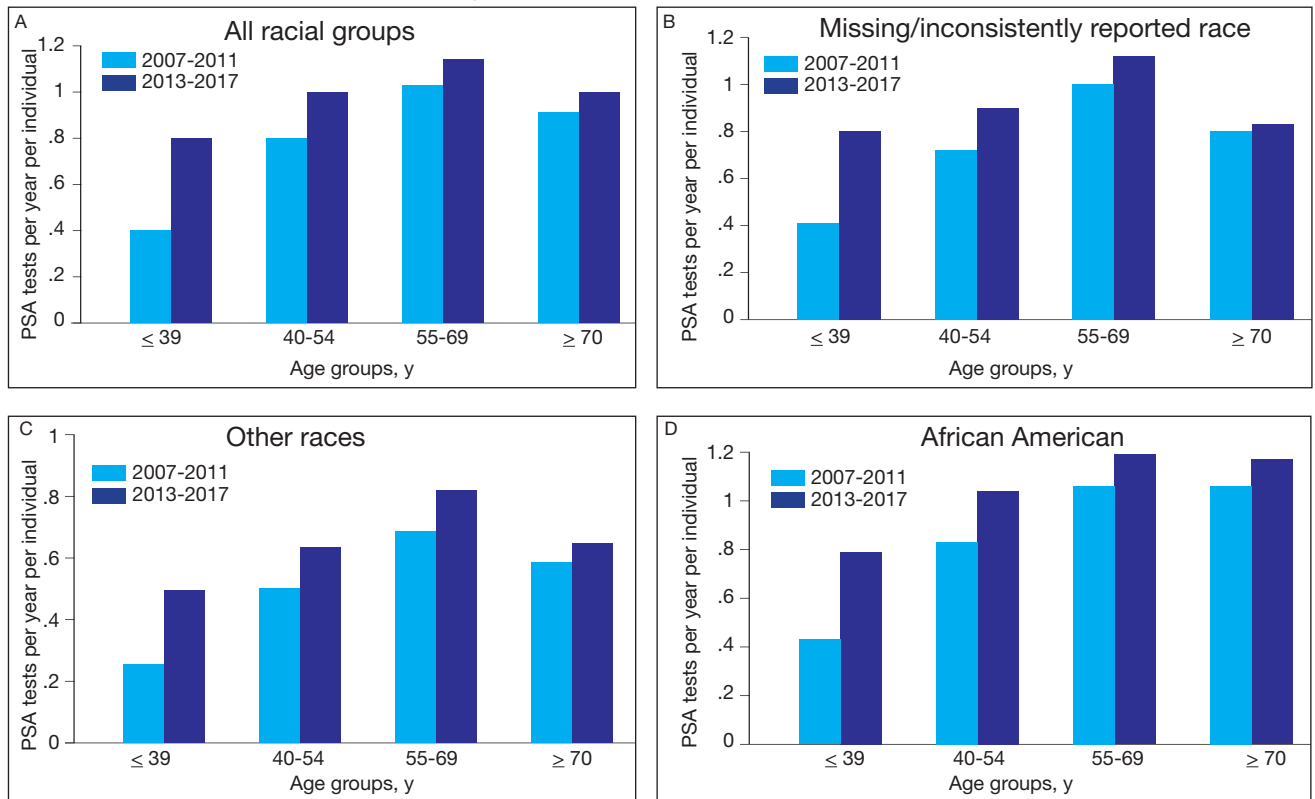 A
All racial groups
2007-2011
2013-2017
PSA tests per year per individual
1.2
1
.8
.6
.4
.2
0
≤ 39 40-54 55-69 ≥ 70
Age groups, y
B
Missing/inconsistently reported race
2007-2011
2013-2017
PSA tests per year per individual
1.2
1
.8
.6
.4
.2
0
≤ 39 40-54 55-69 ≥ 70
Age groups, y
C
Other races
2007-2011
2013-2017
PSA tests per year per individual
1
.8
.6
.4
.2
0
≤ 39 40-54 55-69 ≥ 70
Age groups, y
D
African American
2007-2011
2013-2017
PSA tests per year per individual
1.2
1
.8
.6
.4
.2
0
≤ 39 40-54 55-69 ≥ 70
Age groups, y